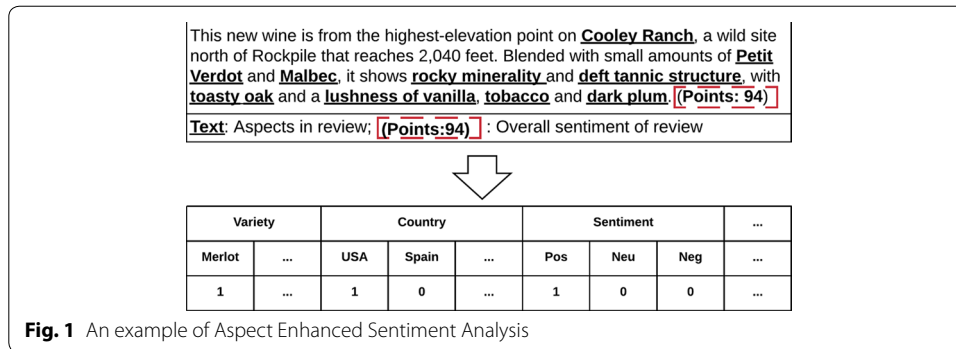 This new wine is from the highest-elevation point on Cooley Ranch, a wild site
north of Rockpile that reaches 2,040 feet. Blended with small amounts of Petit
Verdot and Malbec, it shows rocky minerality and deft tannic structure, with
toasty oak and a lushness of vanilla, tobacco and dark plum. (Points: 94)
Text: Aspects in review; (Points:94) : Overall sentiment of review
Variety Country Sentiment ...
Merlot ... USA Spain ... Pos Neu Neg ...
1 ... 1 0 ... 1 0 0 ...
Fig. 1 An example of Aspect Enhanced Sentiment Analysis